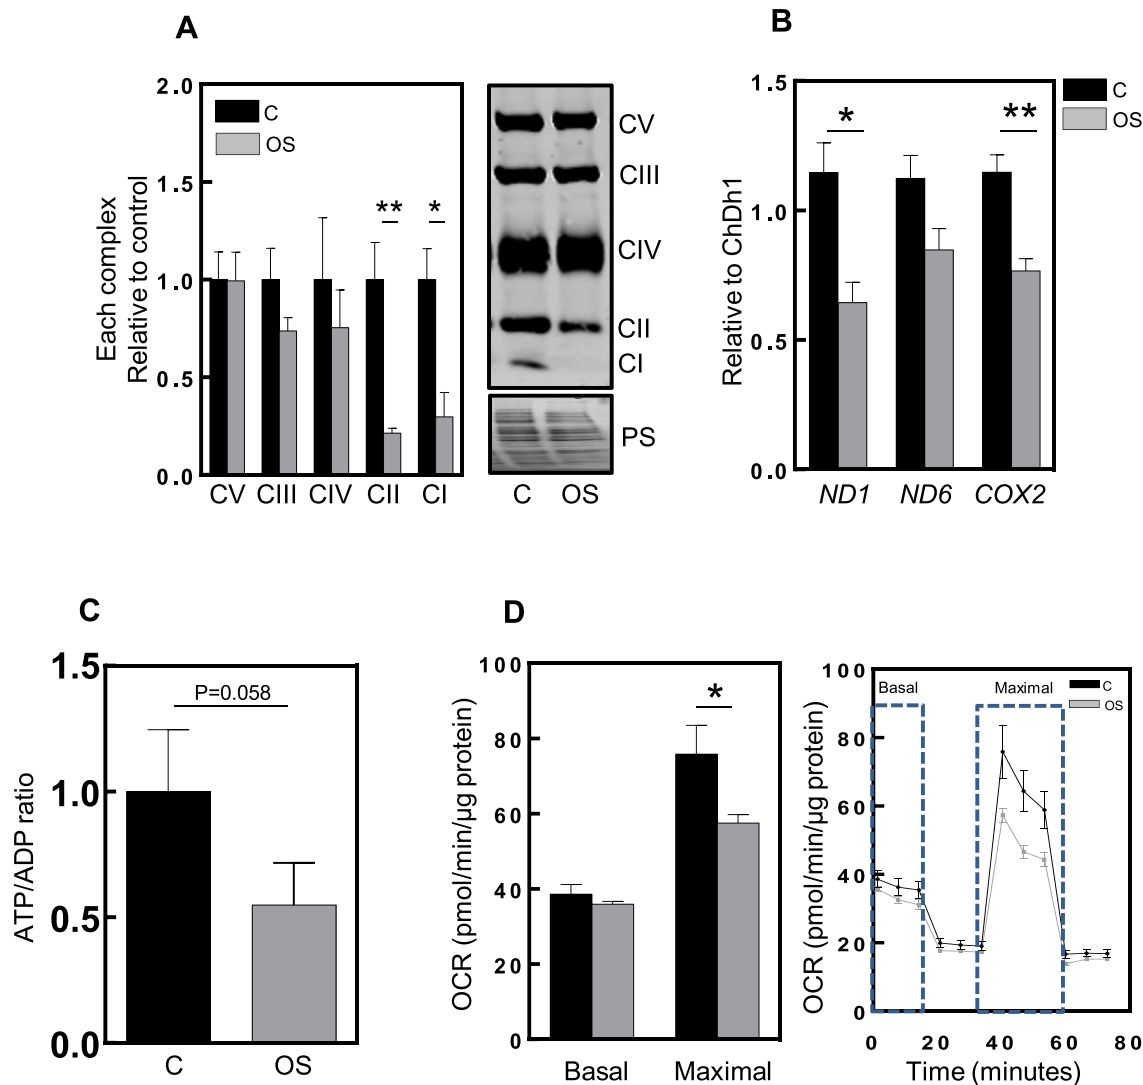 A
2.0
1.5
1.0
0.5
0.0
Each complex
Relative to control
C
OS
**
*
CV CIII CIV CII CI
CV
CIII
CIV
CII
CI
PS
C OS
B
1.5
1.0
0.5
0.0
Relative to ChDh1
C
OS
*
**
ND1 ND6 COX2
C
1.5
1.0
0.5
0.0
ATP/ADP ratio
P=0.058
C OS
D
100
80
60
40
20
0
OCR (pmol/min/µg protein)
*
Basal Maximal
100
80
60
40
20
0
OCR (pmol/min/µg protein)
Basal
Maximal
C
OS
0 20 40 60 80
Time (minutes)